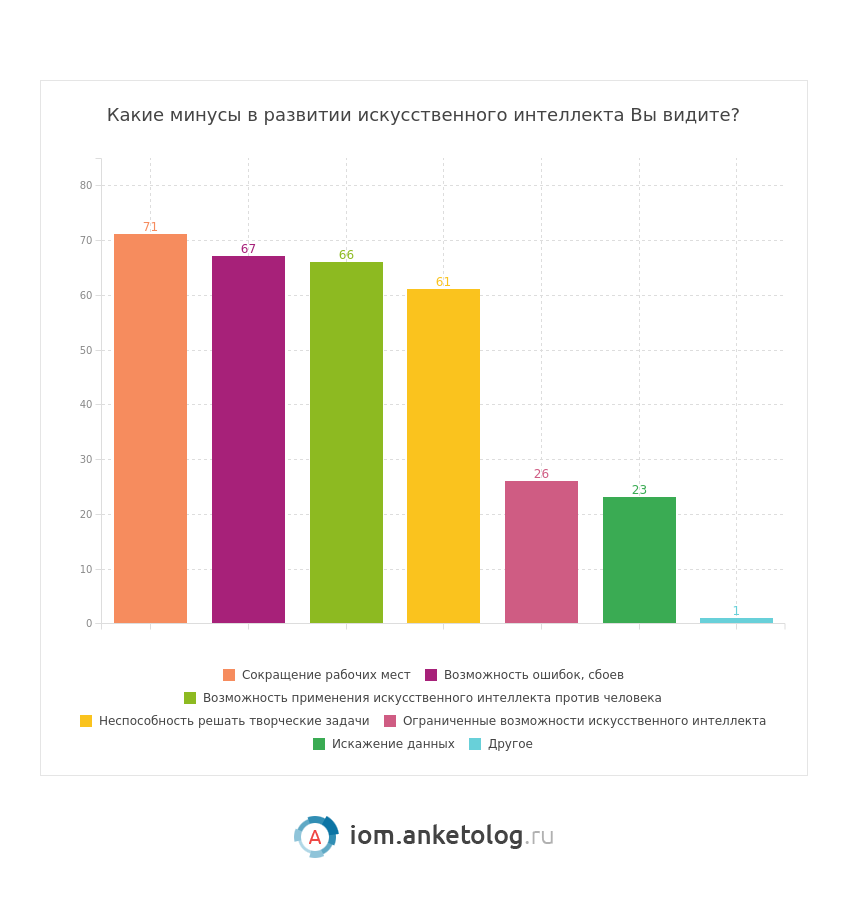 Какие минусы в развитии искусственного интеллекта Вы видите?
80
70
60
50
40
30
20
10
0
71
67
66
61
26
23
1
Сокращение рабочих мест
Возможность ошибок, сбоев
Возможность применения искусственного интеллекта против человека
Неспособность решать творческие задачи
Ограниченные возможности искусственного интеллекта
Искажение данных
Другое
А iom.anketolog.ru